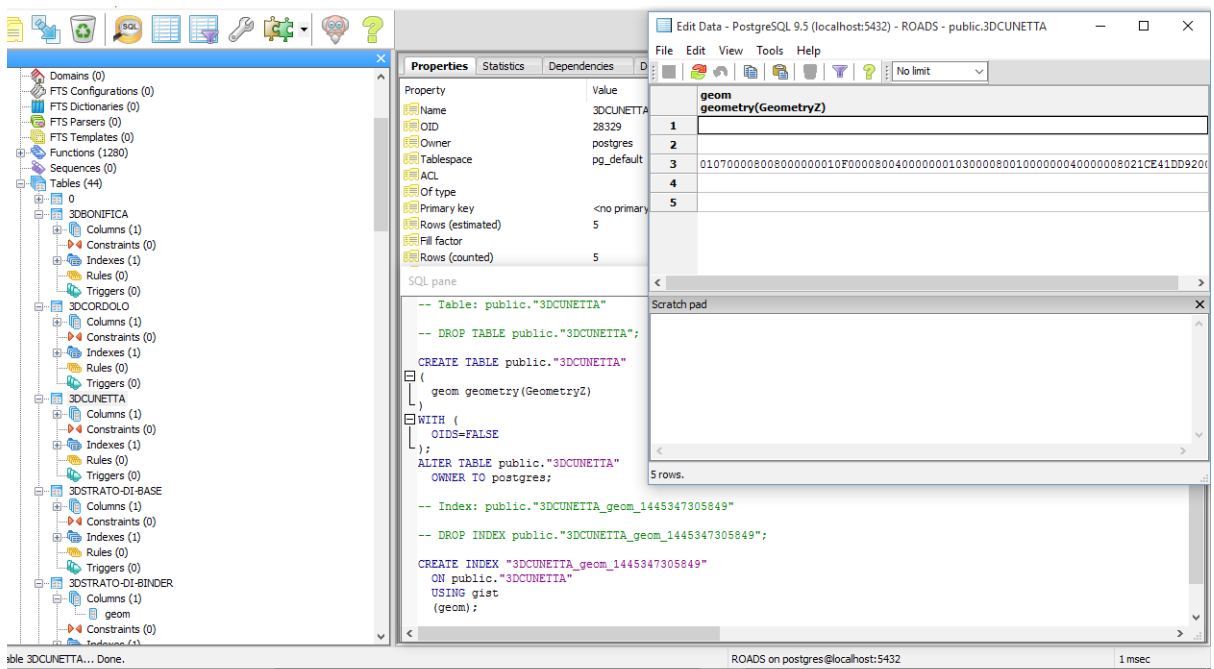 SQL
Domains (0)
FTS Configurations (0)
FTS Dictionaries (0)
FTS Parsers (0)
FTS Templates (0)
Functions (1280)
Sequences (0)
Tables (44)
0
3DBONIFICA
Columns (1)
Constraints (0)
Indexes (1)
Rules (0)
Triggers (0)
3DCORDOLO
Columns (1)
Constraints (0)
Indexes (1)
Rules (0)
Triggers (0)
3DCUNETTA
Columns (1)
Constraints (0)
Indexes (1)
Rules (0)
Triggers (0)
3DSTRATO-DI-BASE
Columns (1)
Constraints (0)
Indexes (1)
Rules (0)
Triggers (0)
3DSTRATO-DI-BINDER
Columns (1)
geom
Constraints (0)
Indexes (1)
Properties Statistics Dependencies D
Property Value
Name 3DCUNETTA
OID 28329
Owner postgres
Tablespace pg_default
ACL
Of type
Primary key <no primary
Rows (estimated) 5
Fill factor
Rows (counted) 5
SQL pane
-- Table: public."3DCUNETTA"
-- DROP TABLE public."3DCUNETTA";
CREATE TABLE public."3DCUNETTA"
(
geom geometry(GeometryZ)
)
WITH (
OIDS=FALSE
);
ALTER TABLE public."3DCUNETTA"
OWNER TO postgres;
-- Index: public."3DCUNETTA_geom_1445347305849"
-- DROP INDEX public."3DCUNETTA_geom_1445347305849";
CREATE INDEX "3DCUNETTA_geom_1445347305849"
ON public."3DCUNETTA"
USING gist
(geom);
Edit Data - PostgreSQL 9.5 (localhost:5432) - ROADS - public.3DCUNETTA
File Edit View Tools Help
No limit
geom
geometry(GeometryZ)
1
2
3 01070000800800000001 0F00008004000000010300008001000000040000008021CE41DD920
4
5
Scratch pad
5 rows.
able 3DCUNETTA... Done.
ROADS on postgres@localhost:5432
1 msec